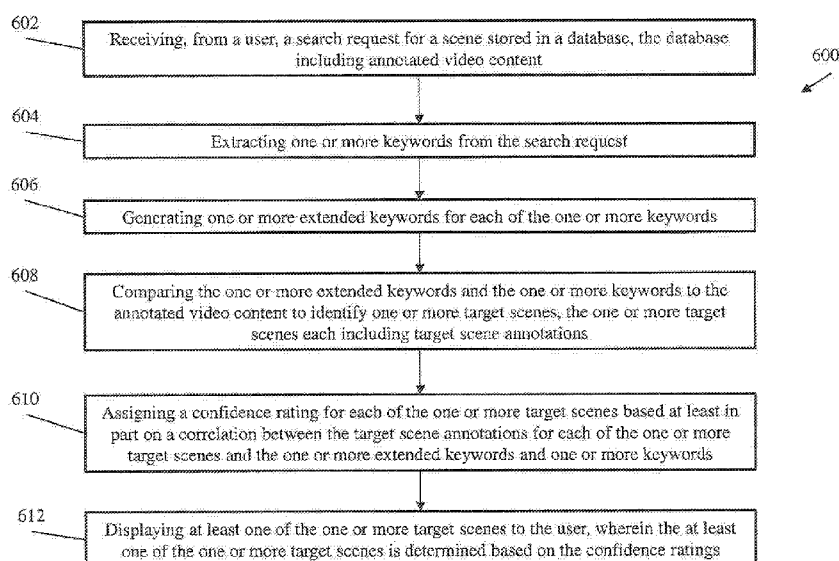 602
Receiving, from a user, a search request for a scene stored in a database, the database
including annotated video content
600
604
Extracting one or more keywords from the search request
606
Generating one or more extended keywords for each of the one or more keywords
608
Comparing the one or more extended keywords and the one or more keywords to the
annotated video content to identify one or more target scenes, the one or more target
scenes each including target scene annotations
610
Assigning a confidence rating for each of the one or more target scenes based at least in
part on a correlation between the target scene annotations for each of the one or more
target scenes and the one or more extended keywords and one or more keywords
612
Displaying at least one of the one or more target scenes to the user, wherein the at least
one of the one or more target scenes is determined based on the confidence ratings